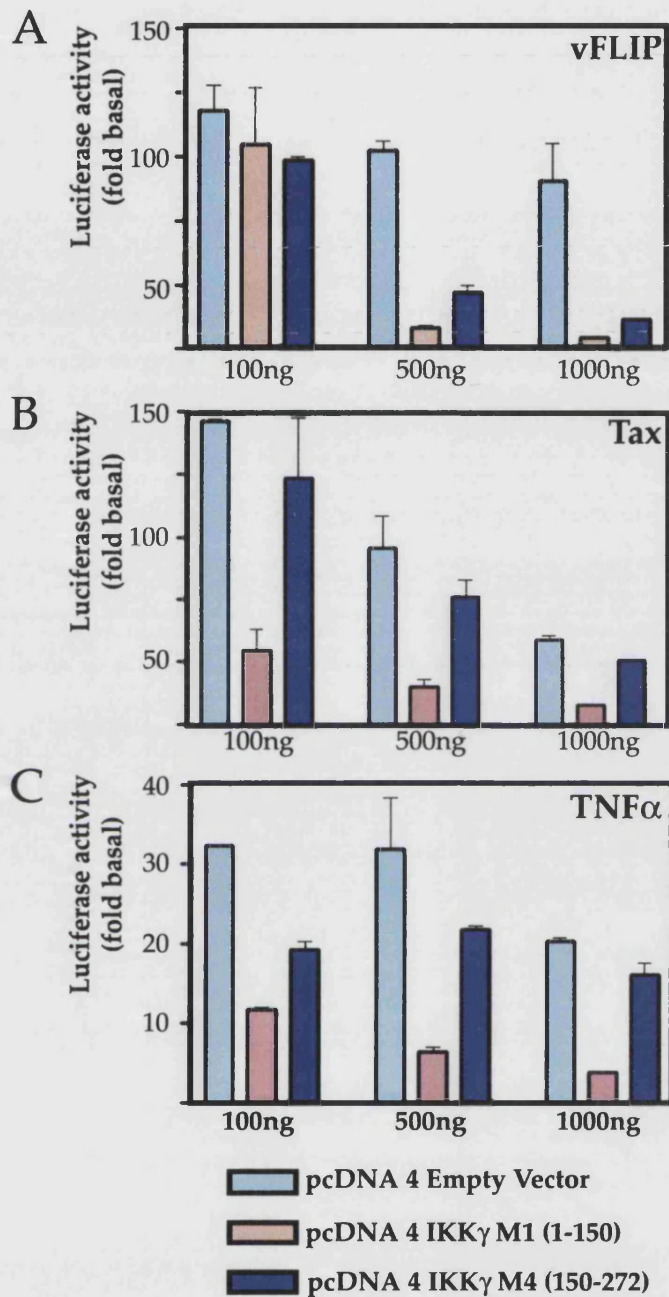 A
150
vFLIP
Luciferase activity
(fold basal)
100
50
100ng
500ng
1000ng
B
150
Tax
Luciferase activity
(fold basal)
100
50
100ng
500ng
1000ng
C
40
TNFα
Luciferase activity
(fold basal)
30
20
10
100ng
500ng
1000ng
pcDNA 4 Empty Vector
pcDNA 4 IKKγ M1 (1-150)
pcDNA 4 IKKγ M4 (150-272)